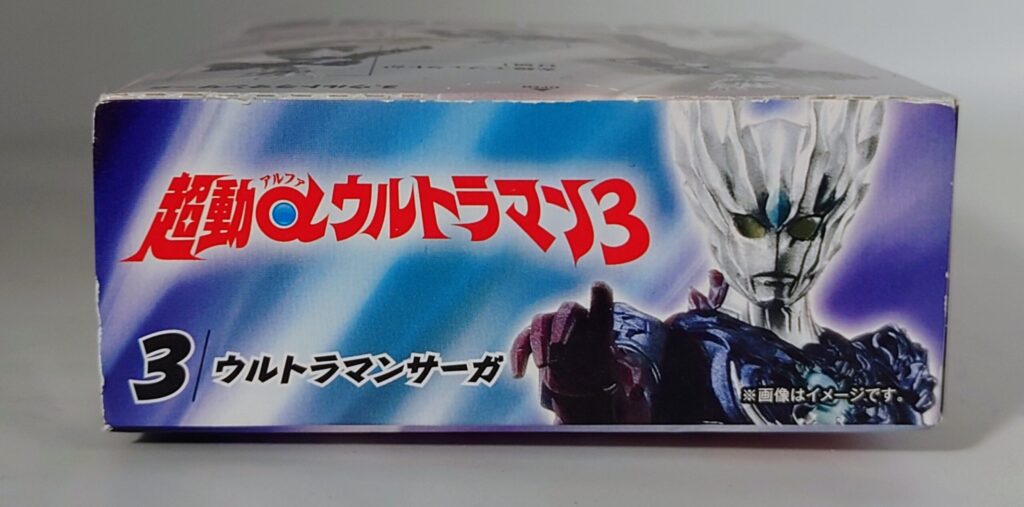 超動αウルトラマン3
アルファ
3 ウルトラマンサーガ
※画像はイメージです。